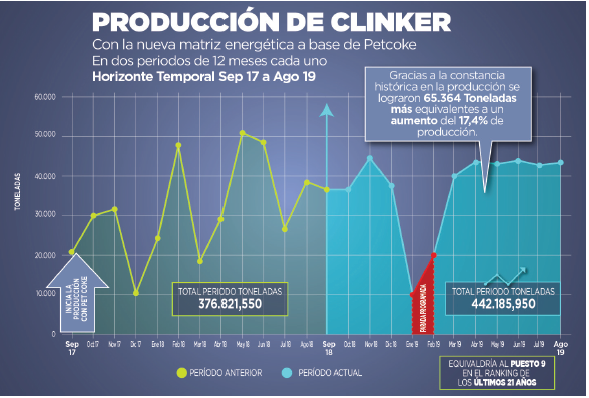 PRODUCCIÓN DE CLINKER
Con la nueva matriz energética a base de Petcoke
En dos periodos de 12 meses cada uno
Horizonte Temporal Sep 17 a Ago 19
Gracias a la constancia
histórica en la producción se
lograron 65.364 Toneladas
más equivalentes a un
aumento del 17,4% de
producción.
TONELADAS
60.000
50.000
40.000
30.000
20.000
10.000
0
INICIA LA
PRODUCCIÓN
CON PET COKE
TOTAL PERIODO TONELADAS
376.821,550
PARADA PROGRAMADA
TOTAL PERIODO TONELADAS
442.185,950
Sep
17
Oct 17
Nov 17
Dic 17
Ene 18
Feb 18
Mar 18
Abr 18
May 18
Jun 18
Jul 18
Ago 18
Sep
18
Oct 18
Nov 18
Dic 18
Ene 19
Feb 19
Mar 19
Abr 19
May 19
Jun 19
Jul 19
Ago
19
PERÍODO ANTERIOR
PERÍODO ACTUAL
EQUIVALDRÍA AL PUESTO 9
EN EL RANKING DE
LOS ÚLTIMOS 21 AÑOS